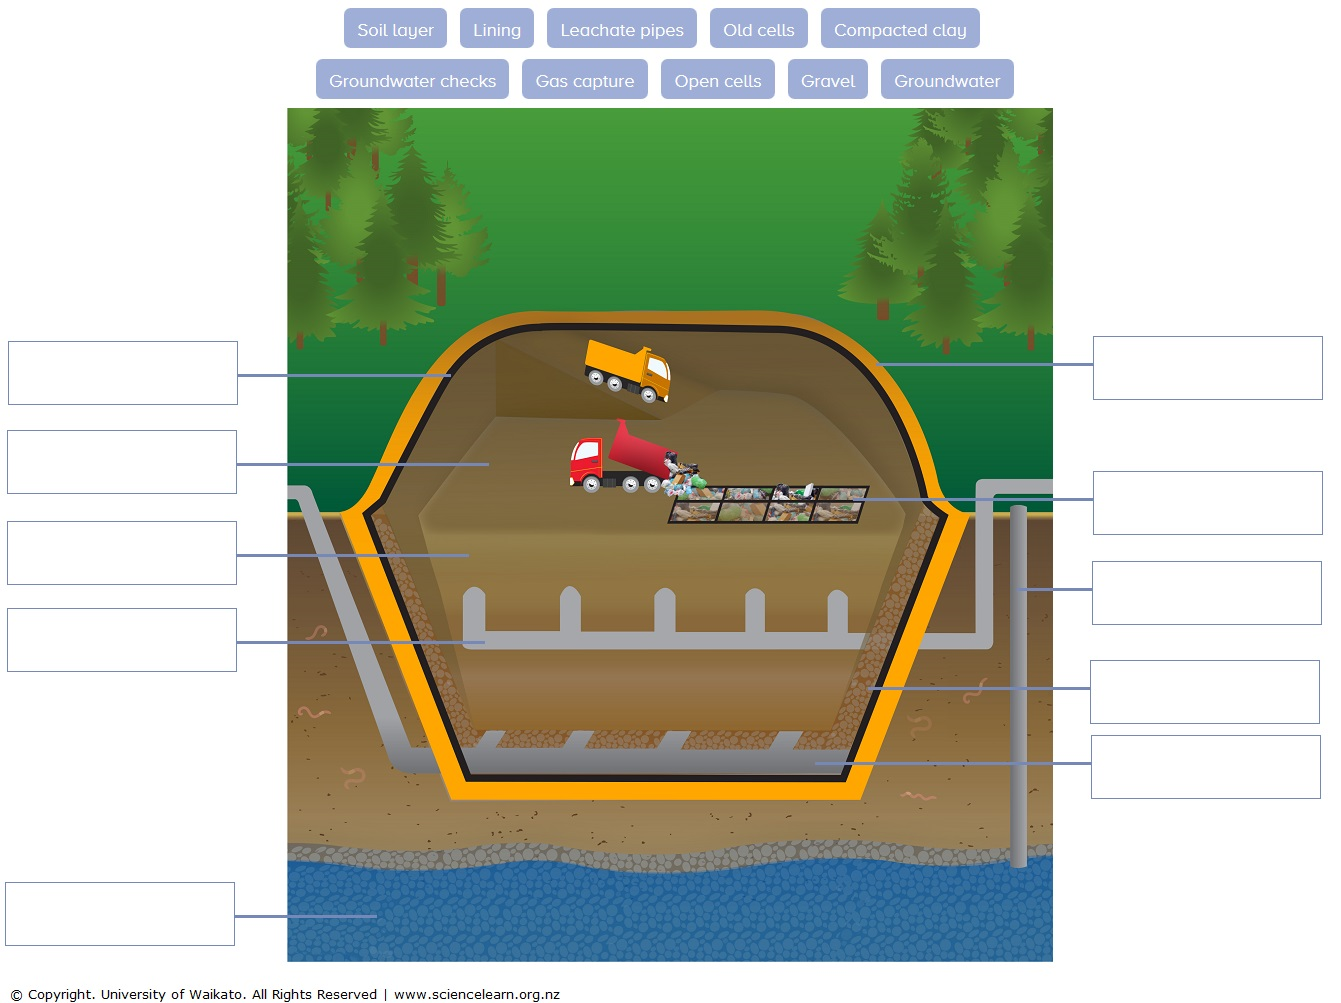 Soil layer Lining Leachate pipes Old cells Compacted clay
Groundwater checks Gas capture Open cells Gravel Groundwater
© Copyright. University of Waikato. All Rights Reserved | www.sciencelearn.org.nz